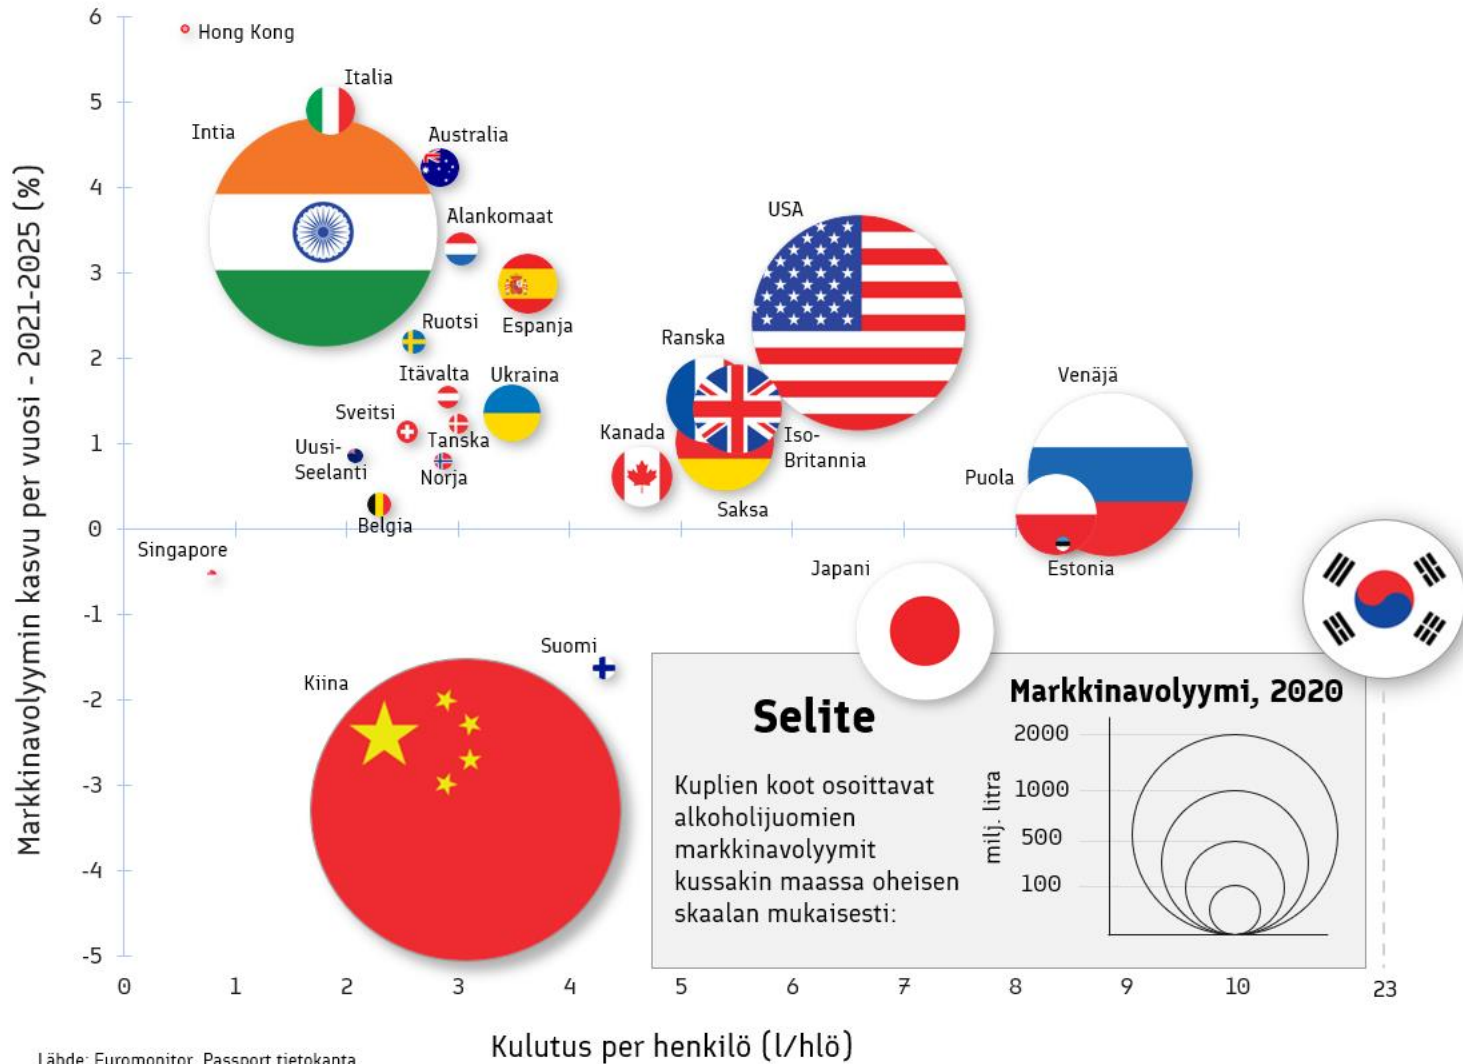 Markkinavolyymin kasvu per vuosi - 2021-2025 (%)
6
5
4
3
2
1
0
-1
-2
-3
-4
-5
Hong Kong
Italia
Intia
Australia
Alankomaat
USA
Ruotsi
Espanja
Ranska
Itävalta
Ukraina
Venäjä
Sveitsi
Kanada
Iso-
Britannia
Tanska
Uusi-
Seelanti
Norja
Puola
Saksa
Belgia
Singapore
Japani
Estonia
Suomi
Kiina
Selite
Kuplien koot osoittavat
alkoholijuomien
markkinavolyymit
kussakin maassa oheisen
skaalan mukaisesti:
Markkinavolyymi, 2020
milj. litra
2000
1000
500
100
0 1 2 3 4 5 6 7 8 9 10 23
Kulutus per henkilö (l/hlö)
Lähde: Euromonitor, Passport tietokanta